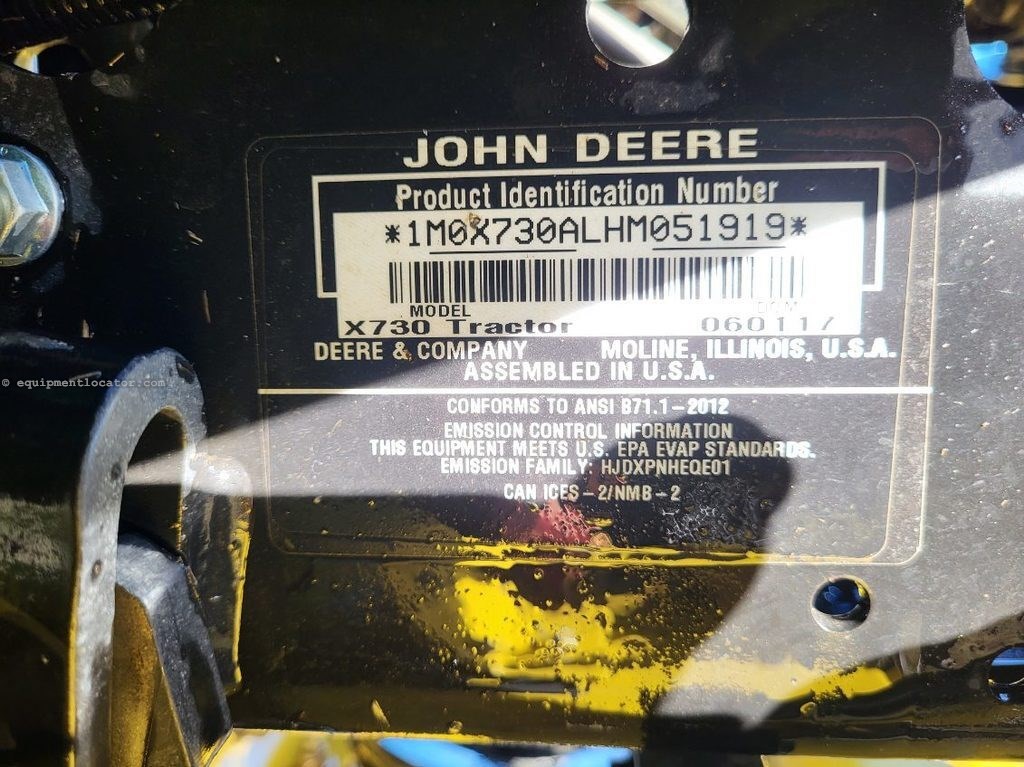 JOHN DEERE
Product Identification Number
*1M0X730ALHM051919*
MODEL DOM
X730 Tractor 060117
DEERE & COMPANY MOLINE, ILLINOIS, U.S.A.
ASSEMBLED IN U.S.A.
© equipmentlocator.com
CONFORMS TO ANSI B71.1-2012
EMISSION CONTROL INFORMATION
THIS EQUIPMENT MEETS U.S. EPA EVAP STANDARDS.
EMISSION FAMILY: HJDXPNHEQE01
CAN ICES-2/NMB-2